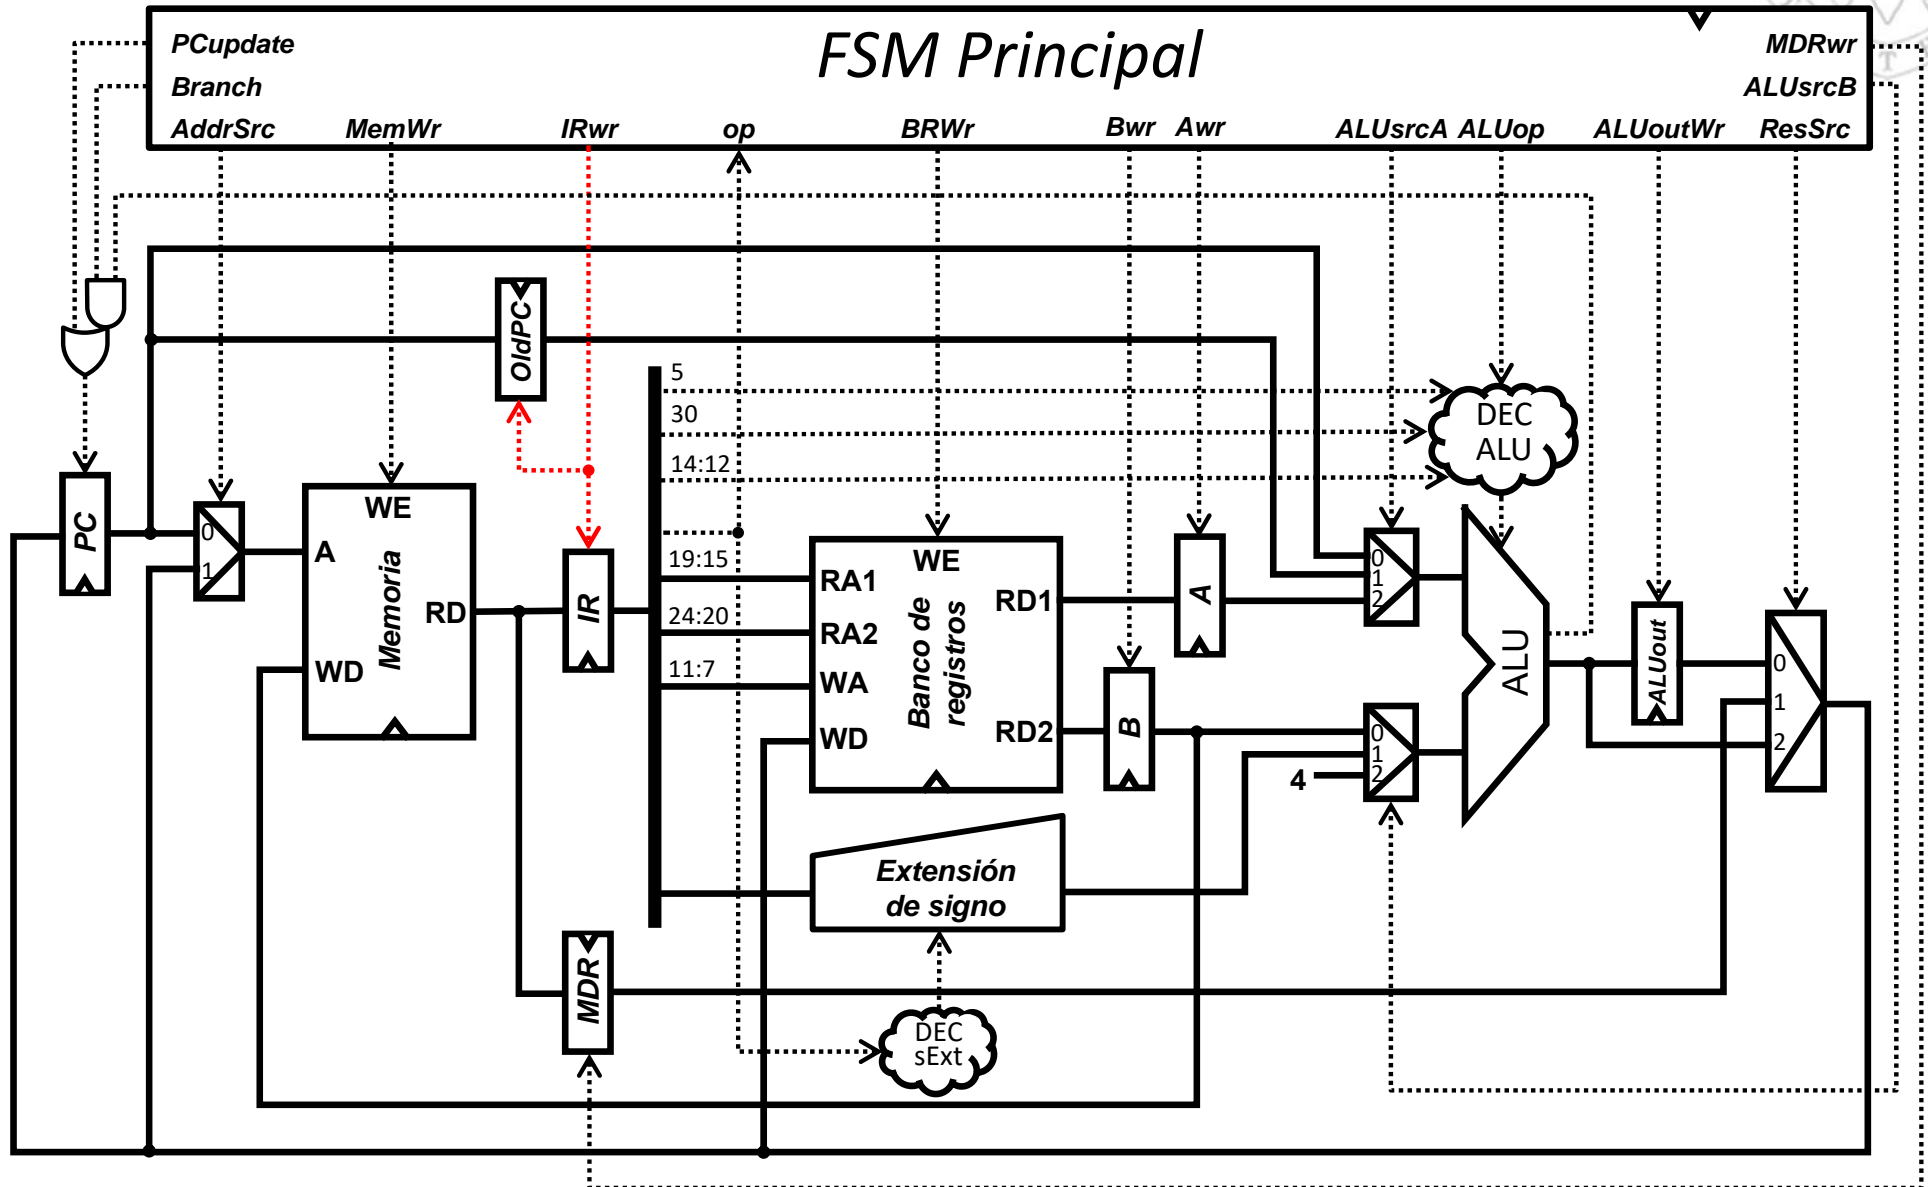 FSM Principal
PCupdate
MDRwr
Branch
ALUsrcB
AddrSrc MemWr IRwr op BRWr Bwr Awr ALUsrcA ALUop ALUoutWr ResSrc
OldPC
5
30
14:12
DEC
ALU
PC
0
1
WE
A
Memoria
RD
WD
IR
19:15
24:20
11:7
WE
RA1
RA2
WA
WD
Banco de
registros
RD1
RD2
A
B
0
1
2
0
1
2
4
ALU
ALUout
0
1
2
Extensión
de signo
MDR
DEC
sExt